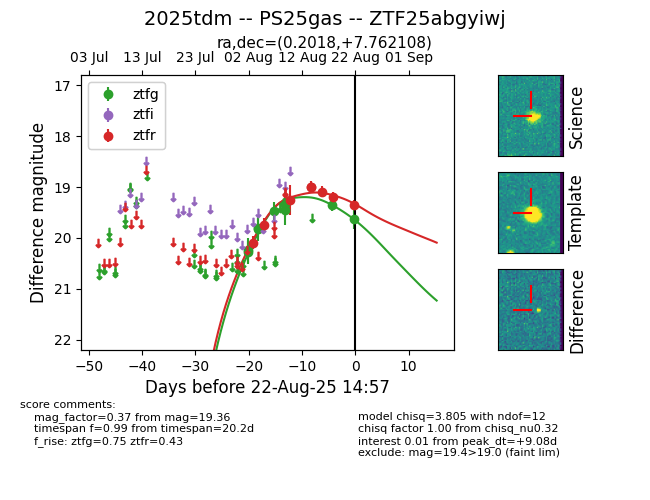 2025tdm -- PS25gas -- ZTF25abgyiwj
ra,dec=(0.2018,+7.762108)
03 Jul 13 Jul 23 Jul 02 Aug 12 Aug 22 Aug 01 Sep
ztfg
ztfi
ztfr
17
18
19
20
21
22
Difference magnitude
−50 −40 −30 −20 −10 0 10
Days before 22-Aug-25 14:57
Science
Template
Difference
score comments:
mag_factor=0.37 from mag=19.36
timespan f=0.99 from timespan=20.2d
f_rise: ztfg=0.75 ztfr=0.43
model chisq=3.805 with ndof=12
chisq factor 1.00 from chisq_nu0.32
interest 0.01 from peak_dt=+9.08d
exclude: mag=19.4>19.0 (faint lim)